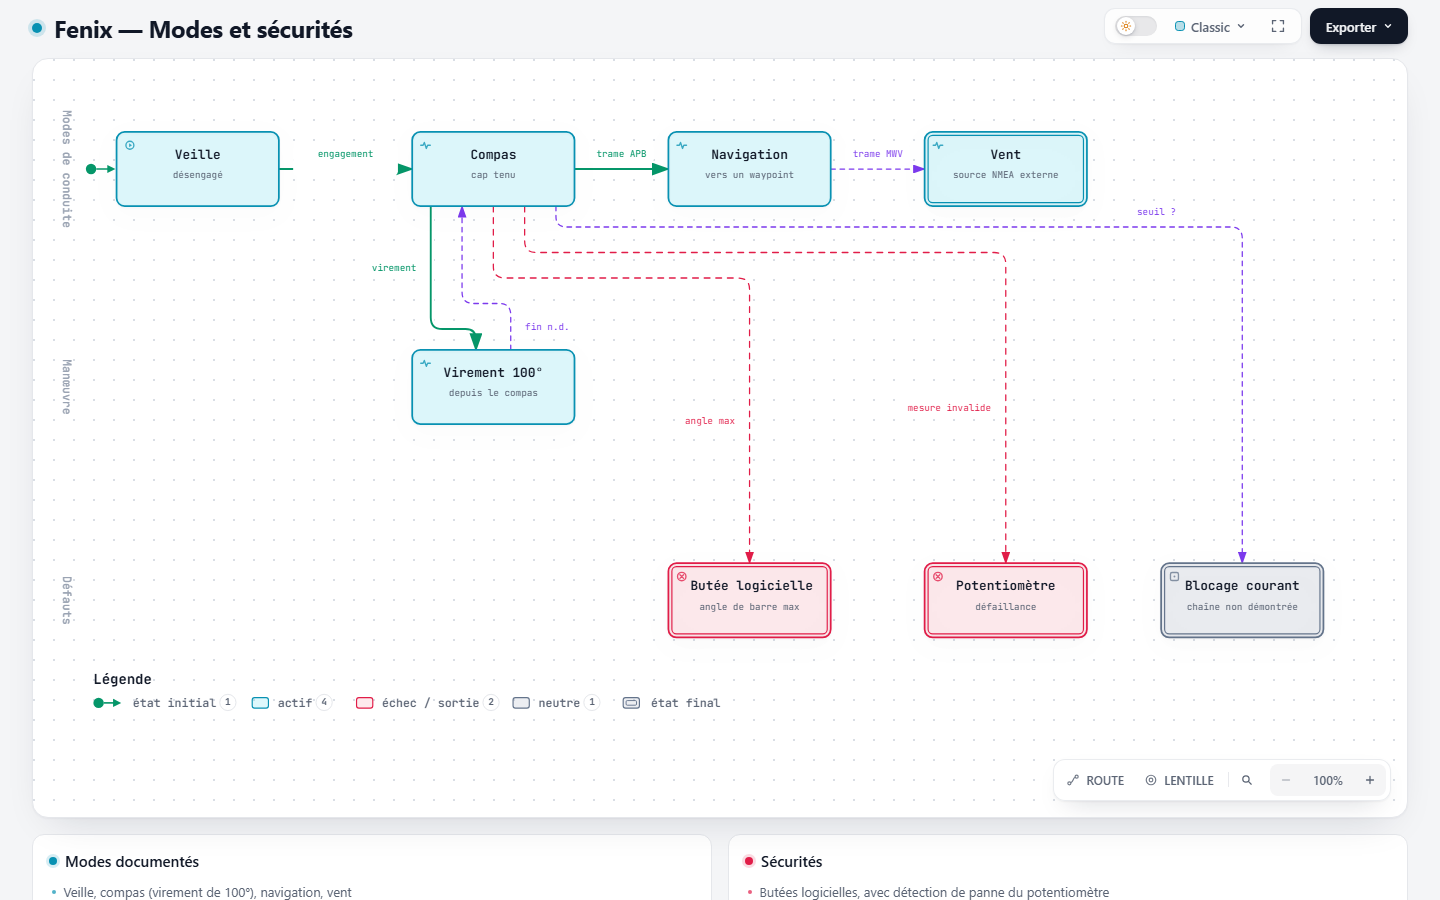 Fenix — Modes et sécurités
Classic
Exporter
Modes de conduite
Veille
désengagé
engagement
Compas
cap tenu
trame APB
Navigation
vers un waypoint
trame MWV
Vent
source NMEA externe
seuil ?
virement
fin n.d.
Manœuvre
Virement 100°
depuis le compas
angle max
mesure invalide
Défauts
Butée logicielle
angle de barre max
Potentiomètre
défaillance
Blocage courant
chaîne non démontrée
Légende
état initial 1
actif 4
échec / sortie 2
neutre 1
état final
ROUTE
LENTILLE
− 100% +
Modes documentés
• Veille, compas (virement de 100°), navigation, vent
Sécurités
• Butées logicielles, avec détection de panne du potentiomètre